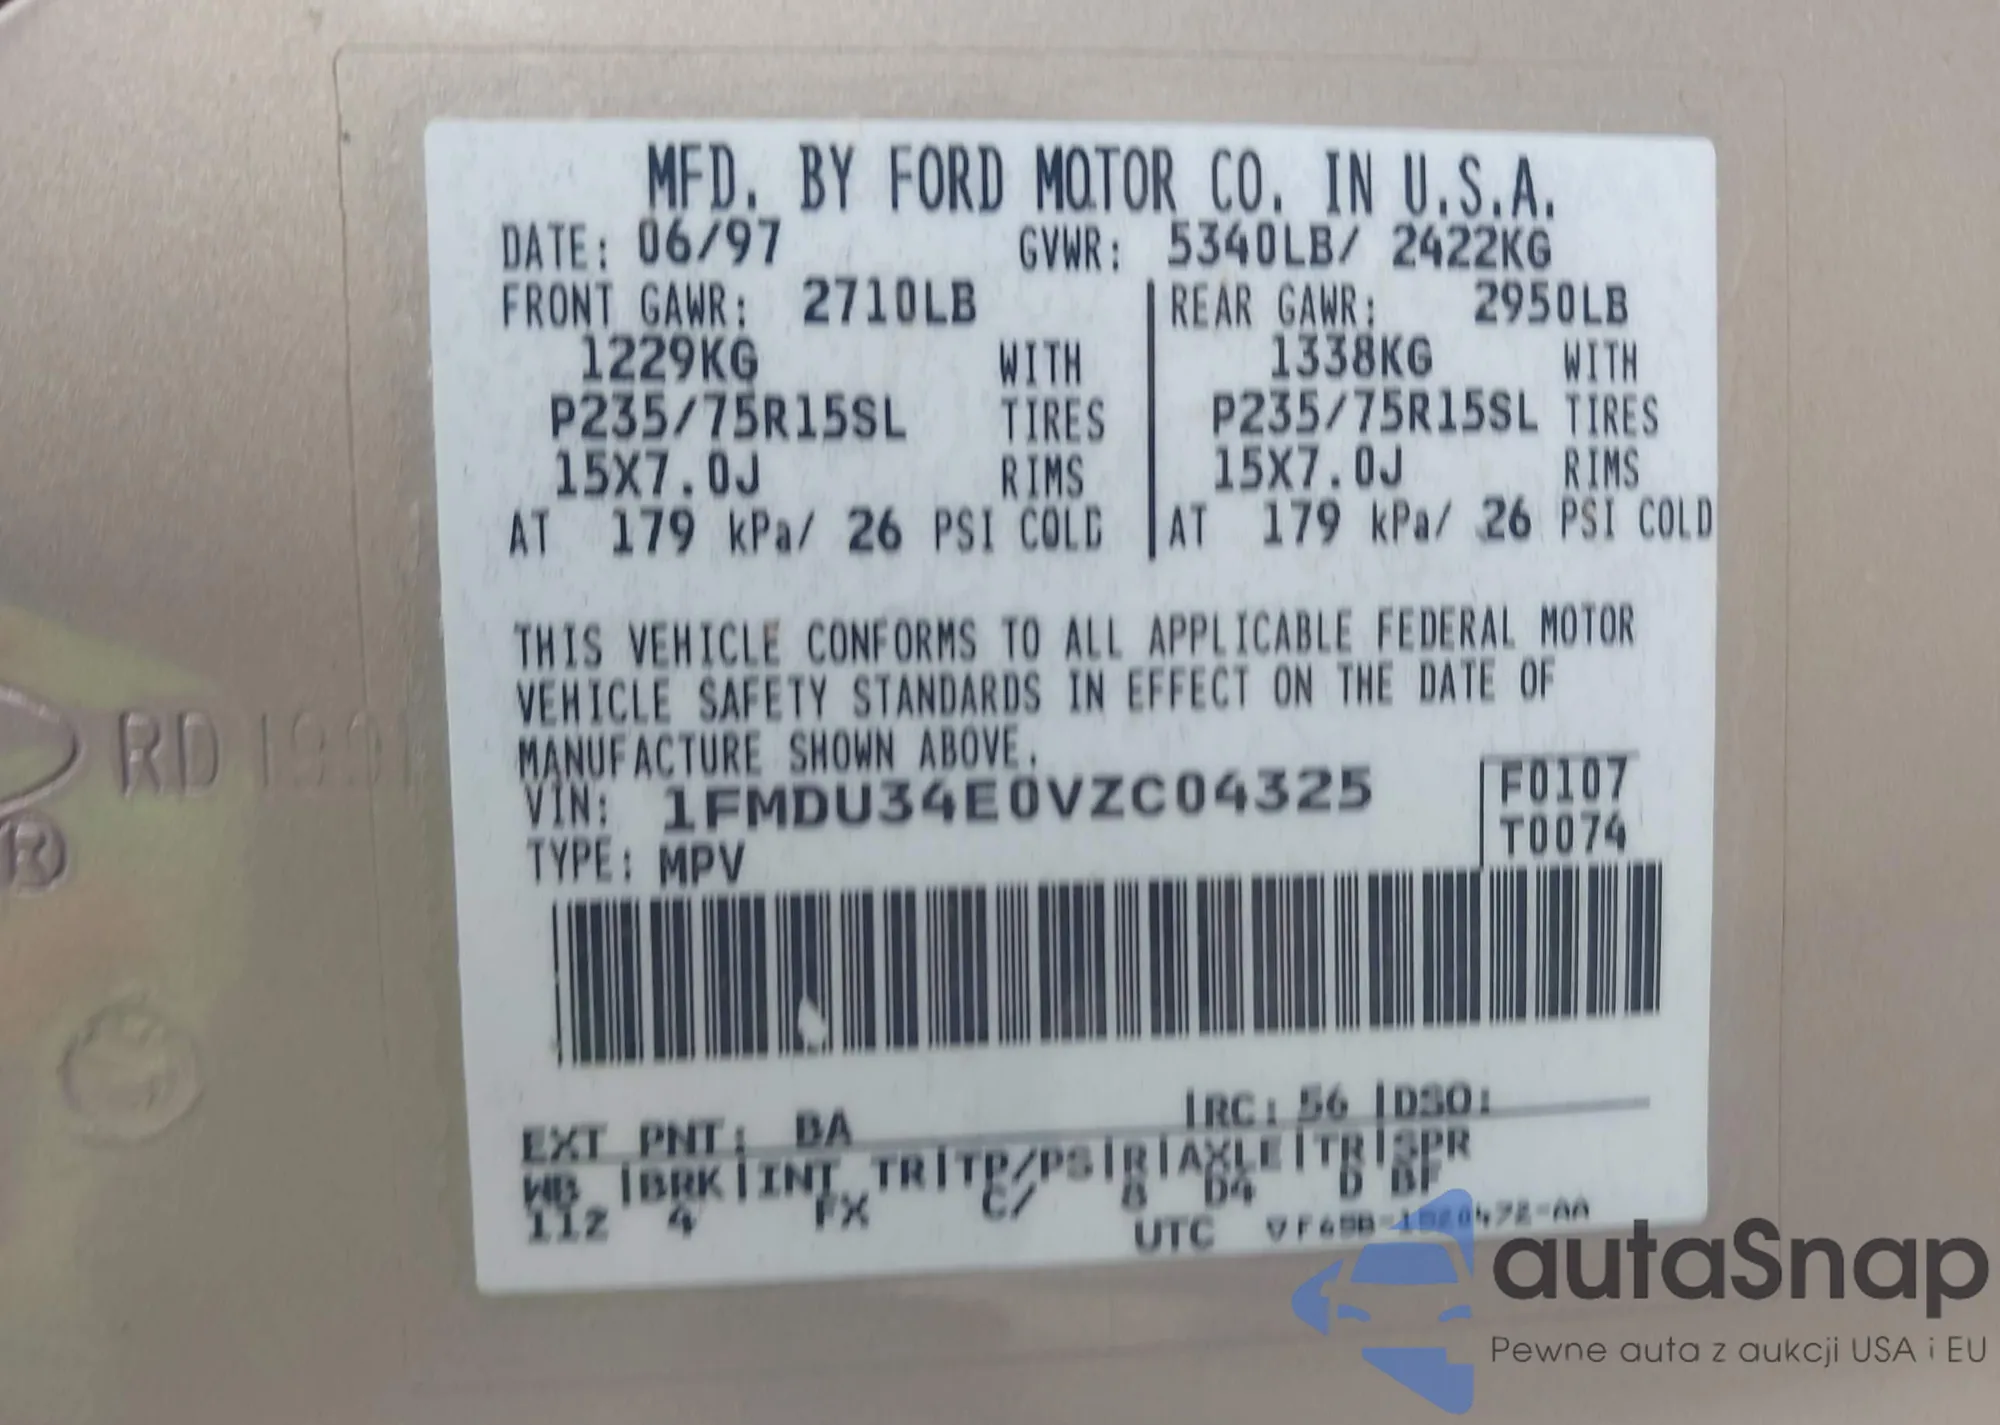 MFD. BY FORD MOTOR CO. IN U.S.A.
DATE: 06/97 GVWR: 5340LB/ 2422KG
FRONT GAWR: 2710LB REAR GAWR: 2950LB
1229KG WITH 1338KG WITH
P235/75R15SL TIRES P235/75R15SL TIRES
15X7.0J RIMS 15X7.0J RIMS
AT 179 kPa/ 26 PSI COLD AT 179 kPa/ 26 PSI COLD
THIS VEHICLE CONFORMS TO ALL APPLICABLE FEDERAL MOTOR
VEHICLE SAFETY STANDARDS IN EFFECT ON THE DATE OF
MANUFACTURE SHOWN ABOVE.
VIN: 1FMDU34E0VZC04325 F0107
TYPE: MPV T0074
EXT PNT: BA RC: 56 DSO:
WB BRK INT TR TP/PS R AXLE TR SPR
112 4 FX C/ 8 D4 D BF
UTC
RD
®
autaSnap
Pewne auta z aukcji USA i EU